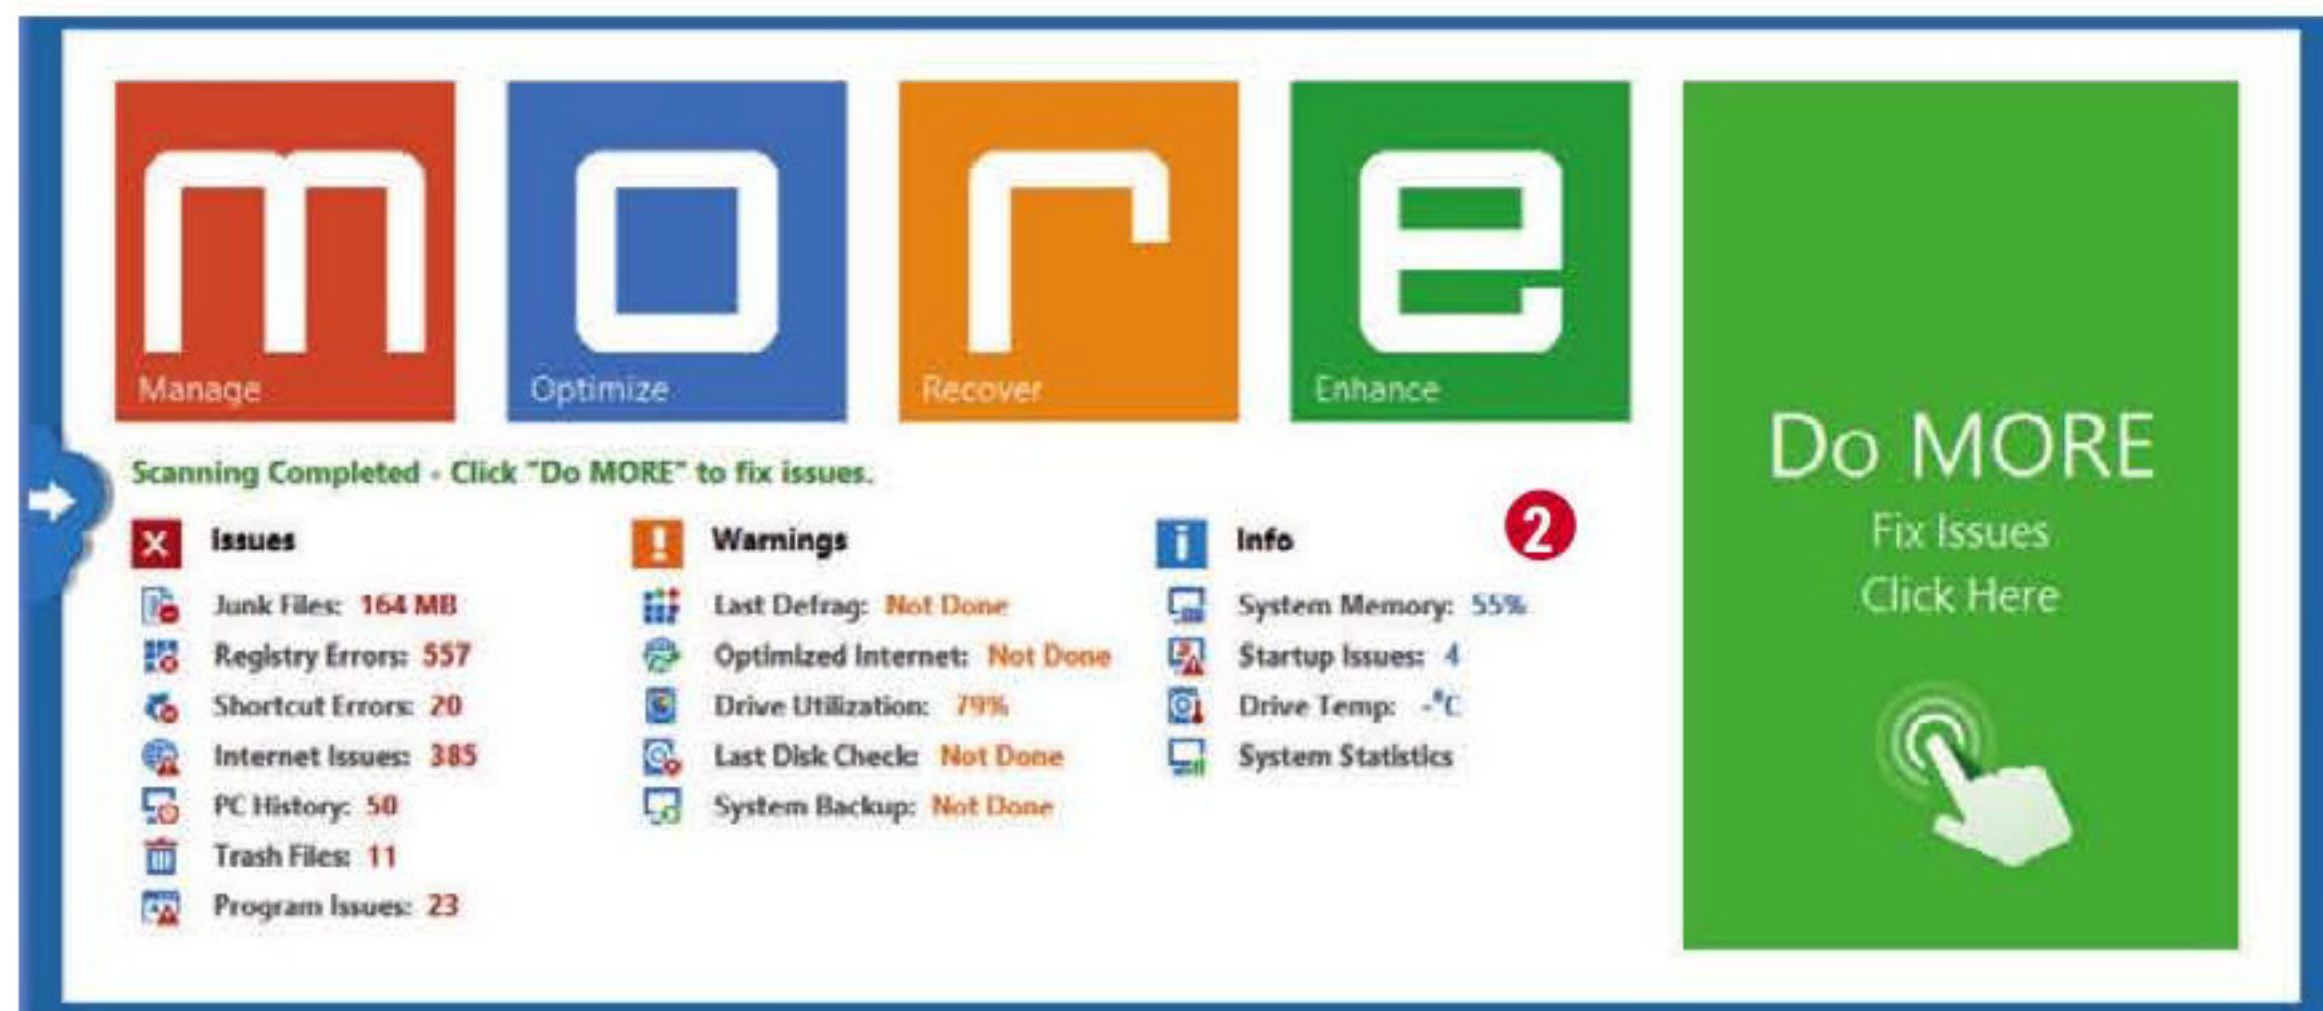 more
Manage
Optimize
Recover
Enhance
Do MORE
Fix Issues
Click Here
Scanning Completed - Click "Do MORE" to fix issues.
2
Issues
Junk Files: 164 MB
Registry Errors: 557
Shortcut Errors: 20
Internet Issues: 385
PC History: 50
Trash Files: 11
Program Issues: 23
Warnings
Last Defrag: Not Done
Optimized Internet: Not Done
Drive Utilization: 79%
Last Disk Check: Not Done
System Backup: Not Done
Info
System Memory: 55%
Startup Issues: 4
Drive Temp: -°C
System Statistics